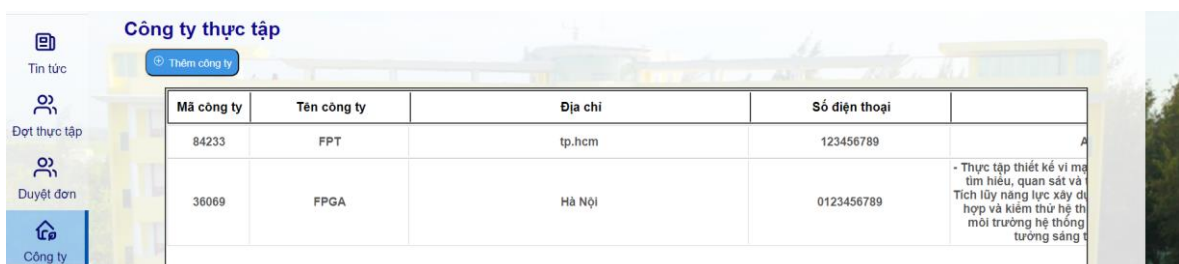 Công ty thực tập
Thêm công ty
Tin tức
Đợt thực tập
Duyệt đơn
Công ty
Mã công ty Tên công ty Địa chỉ Số điện thoại
84233 FPT tp.hcm 123456789 A
36069 FPGA Hà Nội 0123456789
- Thực tập thiết kế vi mạ
tìm hiểu, quan sát và
Tích lũy năng lực xây dự
hợp và kiểm thử hệ th
môi trường hệ thống
tưởng sáng t